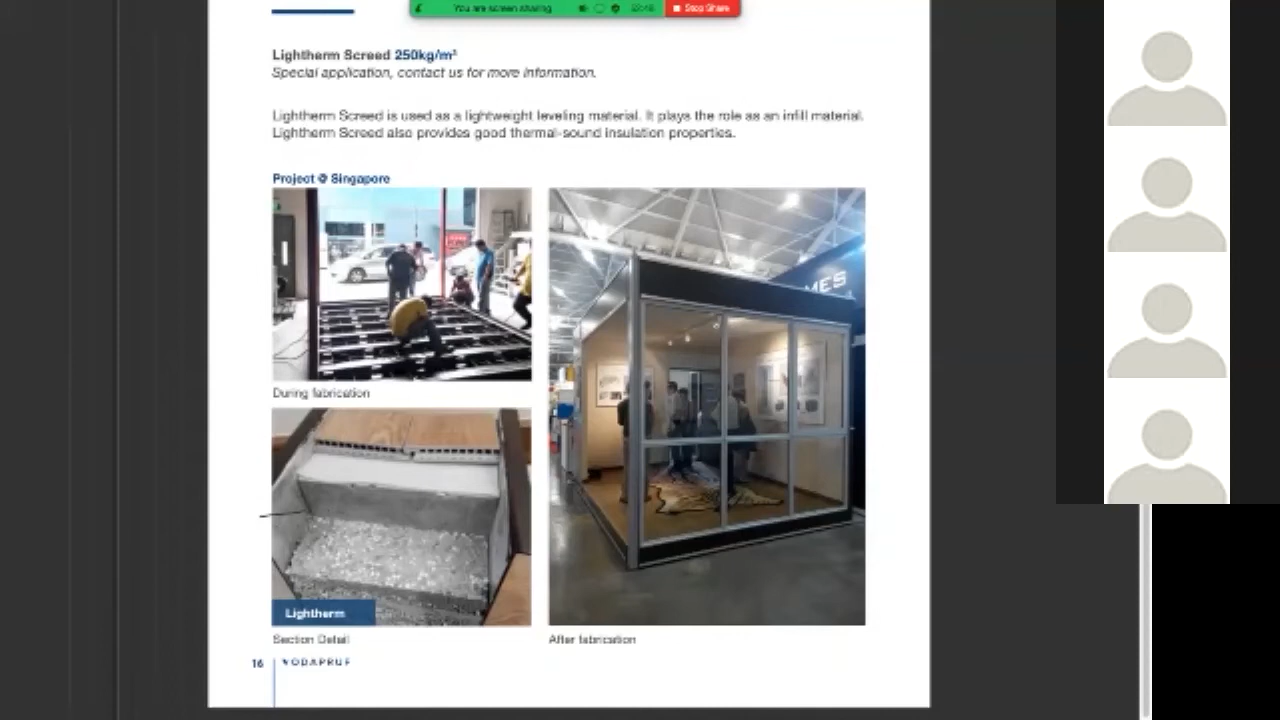 You are screen sharing
Stop Share
Lightherm Screed 250kg/m³
Special application, contact us for more information.
Lightherm Screed is used as a lightweight leveling material. It plays the role as an infill material.
Lightherm Screed also provides good thermal-sound insulation properties.
Project @ Singapore
MES
During fabrication
Lightherm
Section Detail
After fabrication
16
VODAPRUF